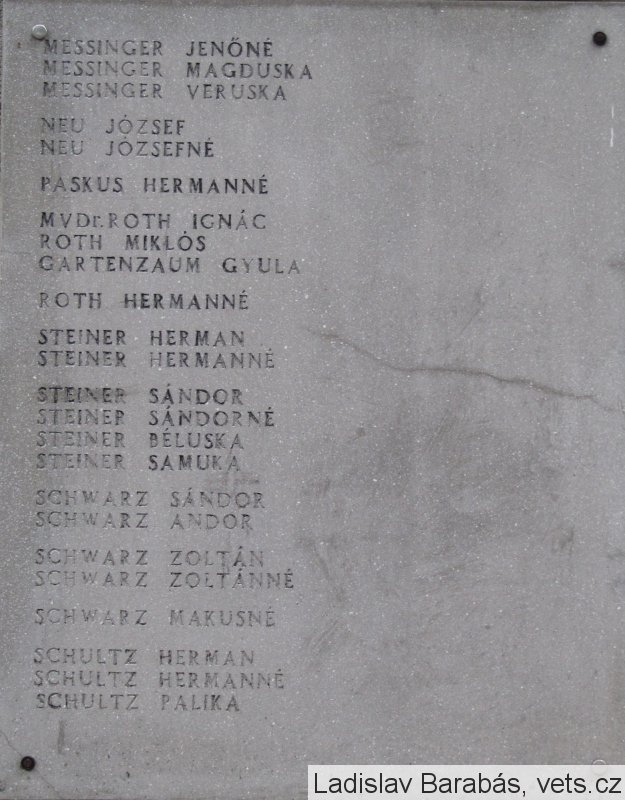 MESSINGER JENŐNÉ
MESSINGER MAGDUSKA
MESSINGER VERUSKA
NEU JÓZSEF
NEU JÓZSEFNÉ
PASKUS HERMANNÉ
MVDr. ROTH IGNÁC
ROTH MIKLÓS
GARTENZAUM GYULA
ROTH HERMANNÉ
STEINER HERMAN
STEINER HERMANNÉ
STEINER SÁNDOR
STEINER SÁNDORNÉ
STEINER BÉLUSKA
STEINER SAMUKA
SCHWARZ SÁNDOR
SCHWARZ ANDOR
SCHWARZ ZOLTÁN
SCHWARZ ZOLTÁNNÉ
SCHWARZ MAKUSNÉ
SCHULTZ HERMAN
SCHULTZ HERMANNÉ
SCHULTZ PALIKA
Ladislav Barabás, vets.cz